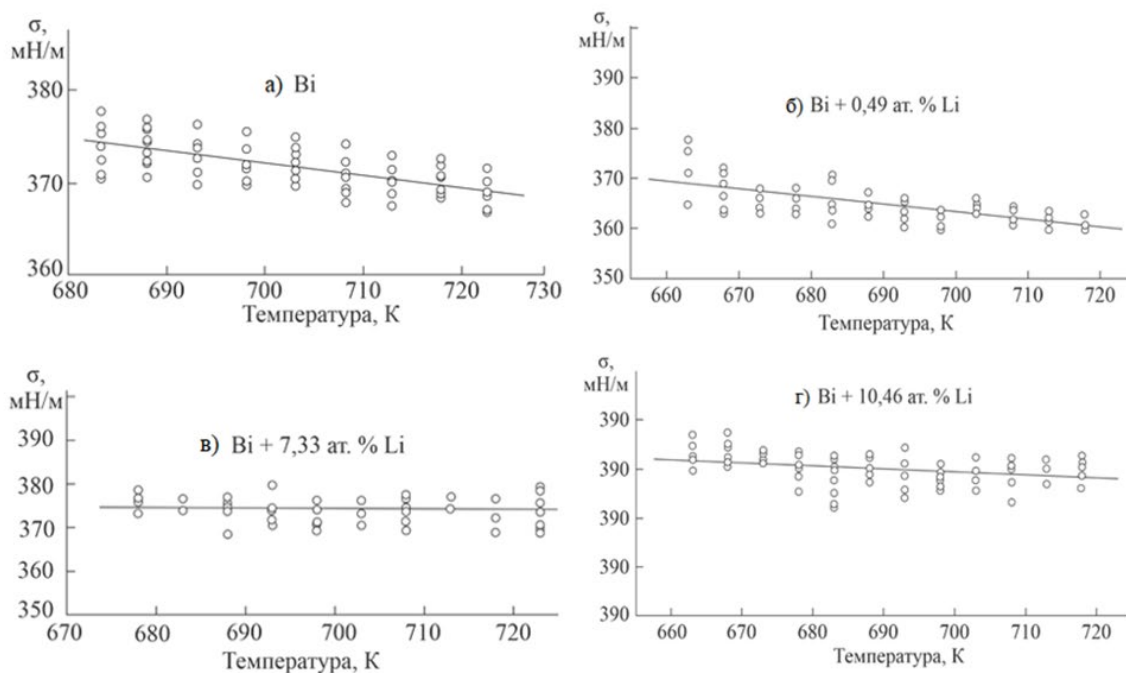 σ,
мН/м
а) Bi
380
370
360
680 690 700 710 720 730
Температура, К
σ,
мН/м
б) Bi + 0,49 ат. % Li
390
390
380
370
360
350
660 670 680 690 700 710 720
Температура, К
σ,
мН/м
в) Bi + 7,33 ат. % Li
390
380
370
360
350
670 680 690 700 710 720
Температура, К
σ,
мН/м
г) Bi + 10,46 ат. % Li
390
390
390
390
390
660 670 680 690 700 710 720
Температура, К